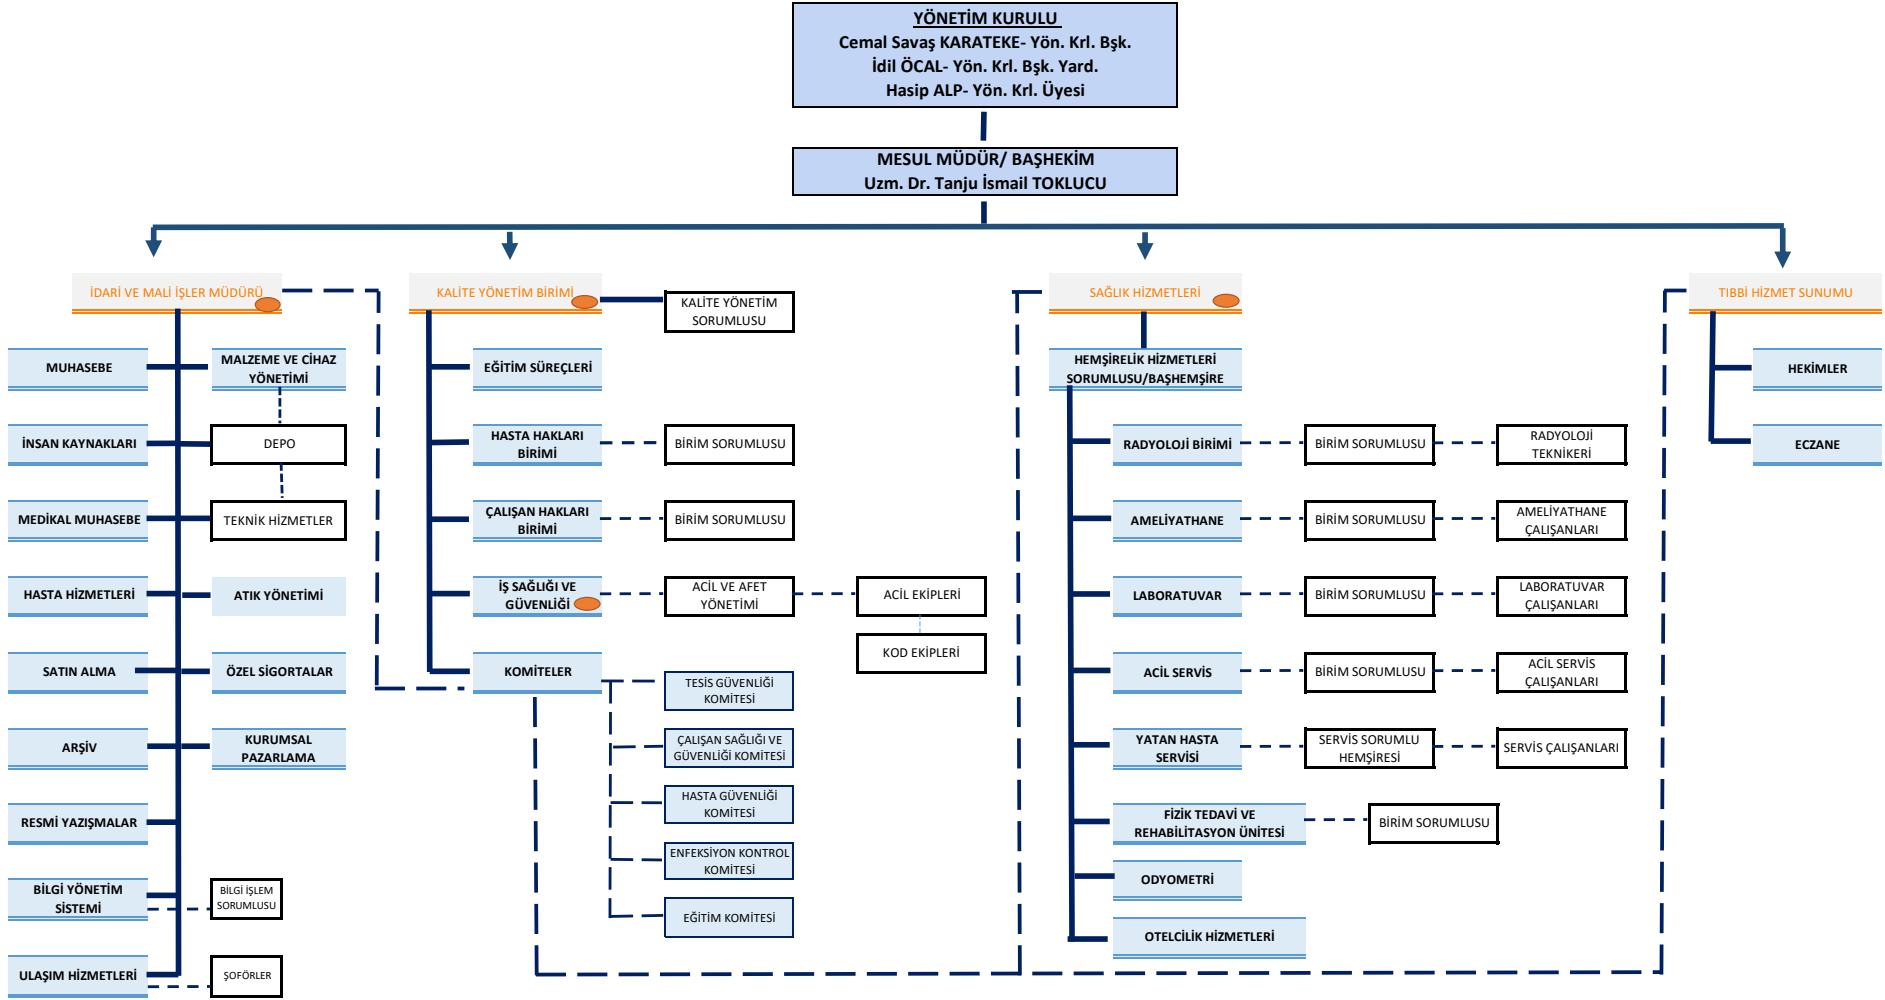 YÖNETİM KURULU
Cemal Savaş KARATEKE- Yön. Krl. Bşk.
İdil ÖCAL- Yön. Krl. Bşk. Yard.
Hasip ALP- Yön. Krl. Üyesi
MESUL MÜDÜR/ BAŞHEKİM
Uzm. Dr. Tanju İsmail TOKLUCU
İDARİ VE MALİ İŞLER MÜDÜRÜ
MUHASEBE
MALZEME VE CİHAZ
YÖNETİMİ
İNSAN KAYNAKLARI
DEPO
MEDİKAL MUHASEBE
TEKNİK HİZMETLER
HASTA HİZMETLERİ
ATIK YÖNETİMİ
SATIN ALMA
ÖZEL SİGORTALAR
ARŞİV
KURUMSAL
PAZARLAMA
RESMİ YAZIŞMALAR
BİLGİ YÖNETİM
SİSTEMİ
BİLGİ İŞLEM
SORUMLUSU
ULAŞIM HİZMETLERİ
ŞOFÖRLER
KALİTE YÖNETİM BİRİMİ
KALİTE YÖNETİM
SORUMLUSU
EĞİTİM SÜREÇLERİ
HASTA HAKLARI
BİRİMİ
BİRİM SORUMLUSU
ÇALIŞAN HAKLARI
BİRİMİ
BİRİM SORUMLUSU
İŞ SAĞLIĞI VE
GÜVENLİĞİ
ACİL VE AFET
YÖNETİMİ
ACİL EKİPLERİ
KOD EKİPLERİ
KOMİTELER
TESİS GÜVENLİĞİ
KOMİTESİ
ÇALIŞAN SAĞLIĞI VE
GÜVENLİĞİ KOMİTESİ
HASTA GÜVENLİĞİ
KOMİTESİ
ENFEKSİYON KONTROL
KOMİTESİ
EĞİTİM KOMİTESİ
SAĞLIK HİZMETLERİ
HEMŞİRELİK HİZMETLERİ
SORUMLUSU/BAŞHEMŞİRE
RADYOLOJİ BİRİMİ
BİRİM SORUMLUSU
RADYOLOJİ
TEKNİKERİ
AMELİYATHANE
BİRİM SORUMLUSU
AMELİYATHANE
ÇALIŞANLARI
LABORATUVAR
BİRİM SORUMLUSU
LABORATUVAR
ÇALIŞANLARI
ACİL SERVİS
BİRİM SORUMLUSU
ACİL SERVİS
ÇALIŞANLARI
YATAN HASTA
SERVİSİ
SERVİS SORUMLU
HEMŞİRESİ
SERVİS ÇALIŞANLARI
FİZİK TEDAVİ VE
REHABİLİTASYON ÜNİTESİ
BİRİM SORUMLUSU
ODYOMETRİ
OTELCİLİK HİZMETLERİ
TIBBİ HİZMET SUNUMU
HEKİMLER
ECZANE